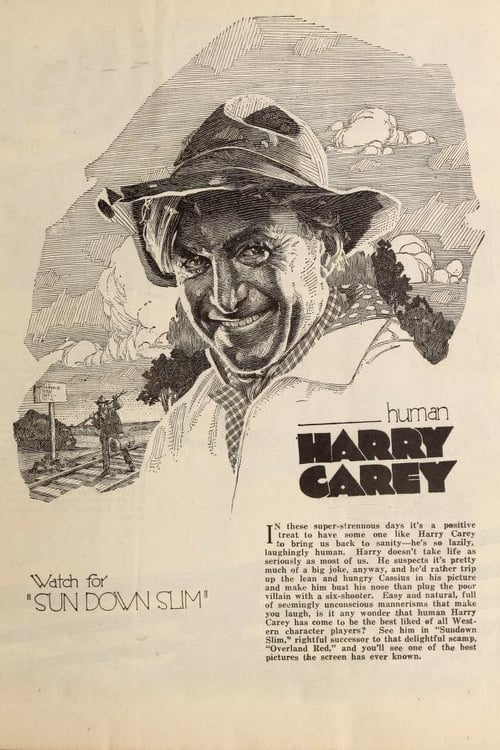 human
HARRY
CAREY
IN these super-strenuous days it's a positive
treat to have some one like Harry Carey
to bring us back to sanity—he's so lazily,
laughingly human. Harry doesn't take life as
seriously as most of us. He suspects it's pretty
much of a big joke, anyway, and he'd rather trip
up the lean and hungry Cassius in his picture
and make him bust his nose than plug the poor
villain with a six-shooter. Easy and natural, full
of seemingly unconscious mannerisms that make
you laugh, is it any wonder that human Harry
Carey has come to be the best liked of all West-
ern character players? See him in "Sundown
Slim," rightful successor to that delightful scamp,
"Overland Red," and you'll see one of the best
pictures the screen has ever known.
Watch for
"SUN DOWN SLIM"